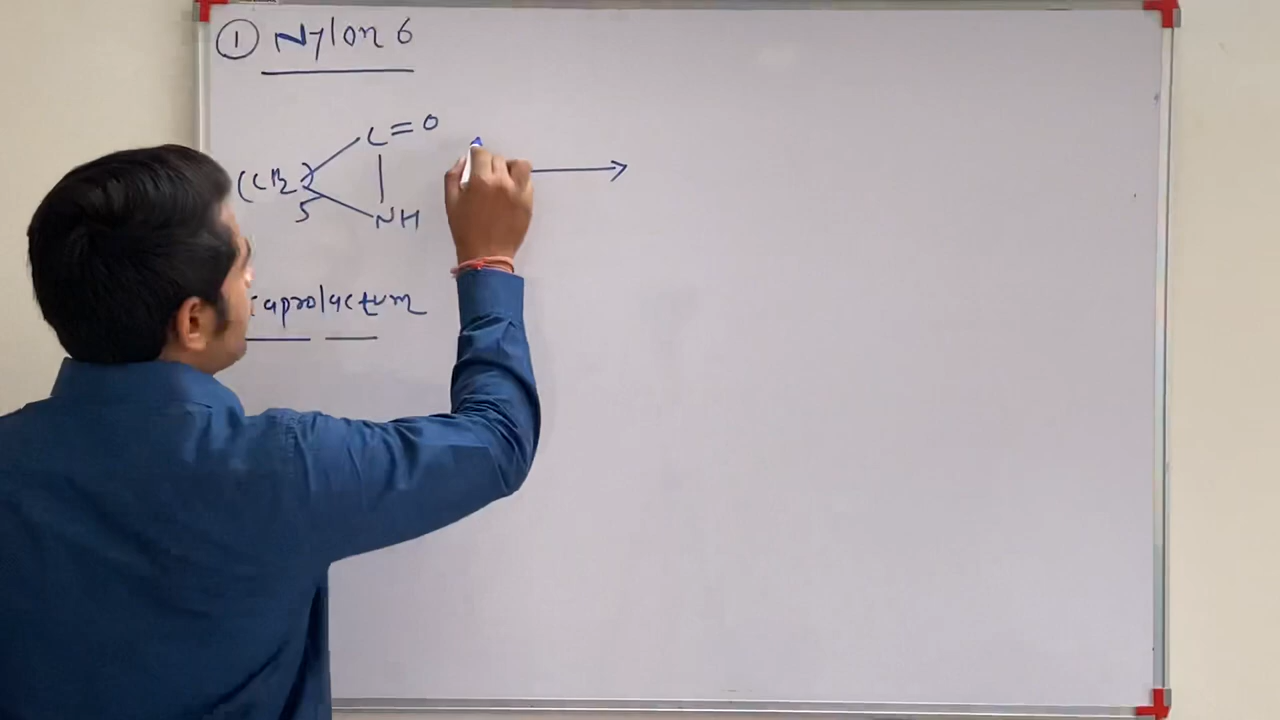 ① Nylon 6
C=O
(CH2)5
NH
caprolactum